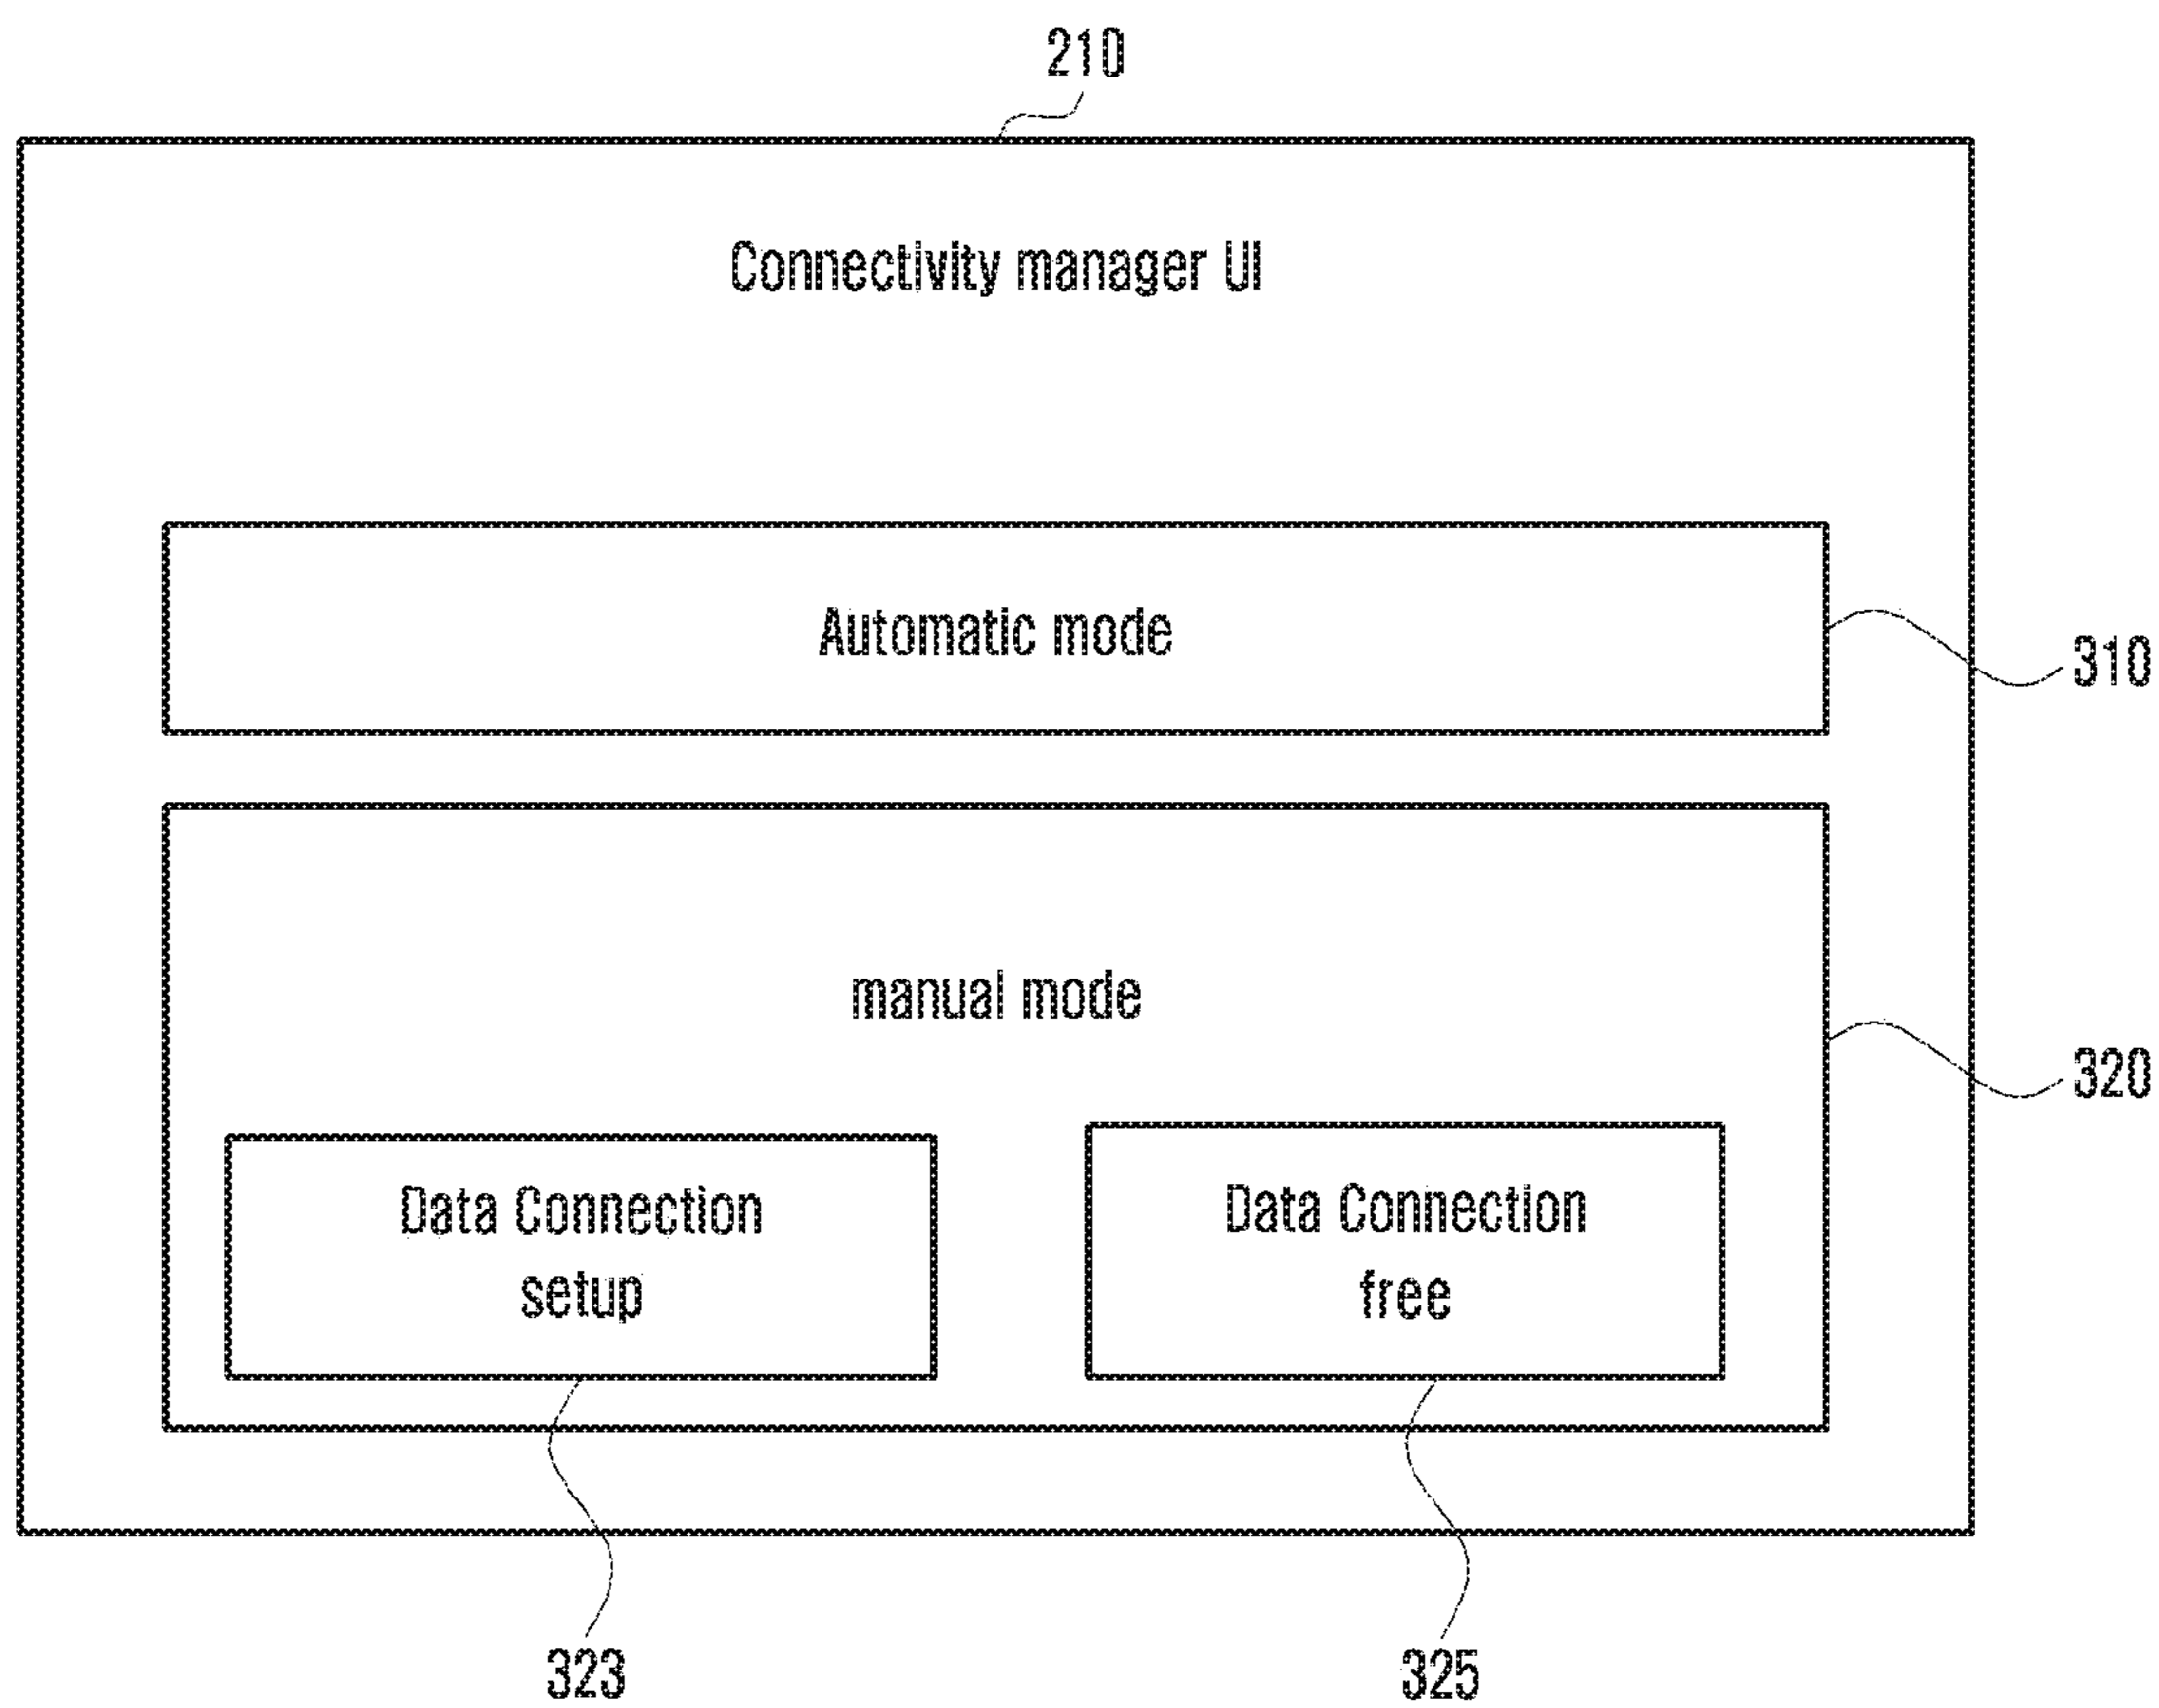 210
Connectivity manager UI
Automatic mode
310
manual mode
320
Data Connection
setup
Data Connection
free
323
325